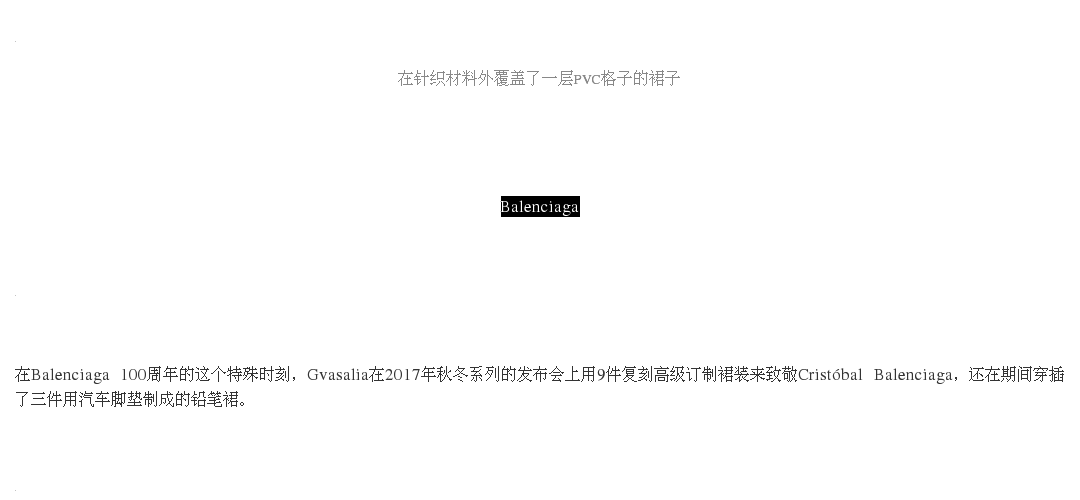 在针织材料外覆盖了一层PVC格子的裙子
Balenciaga
在Balenciaga 100周年的这个特殊时刻，Gvasalia在2017年秋冬系列的发布会上用9件复刻高级订制裙装来致敬Cristóbal Balenciaga，还在期间穿插
了三件用汽车脚垫制成的铅笔裙。